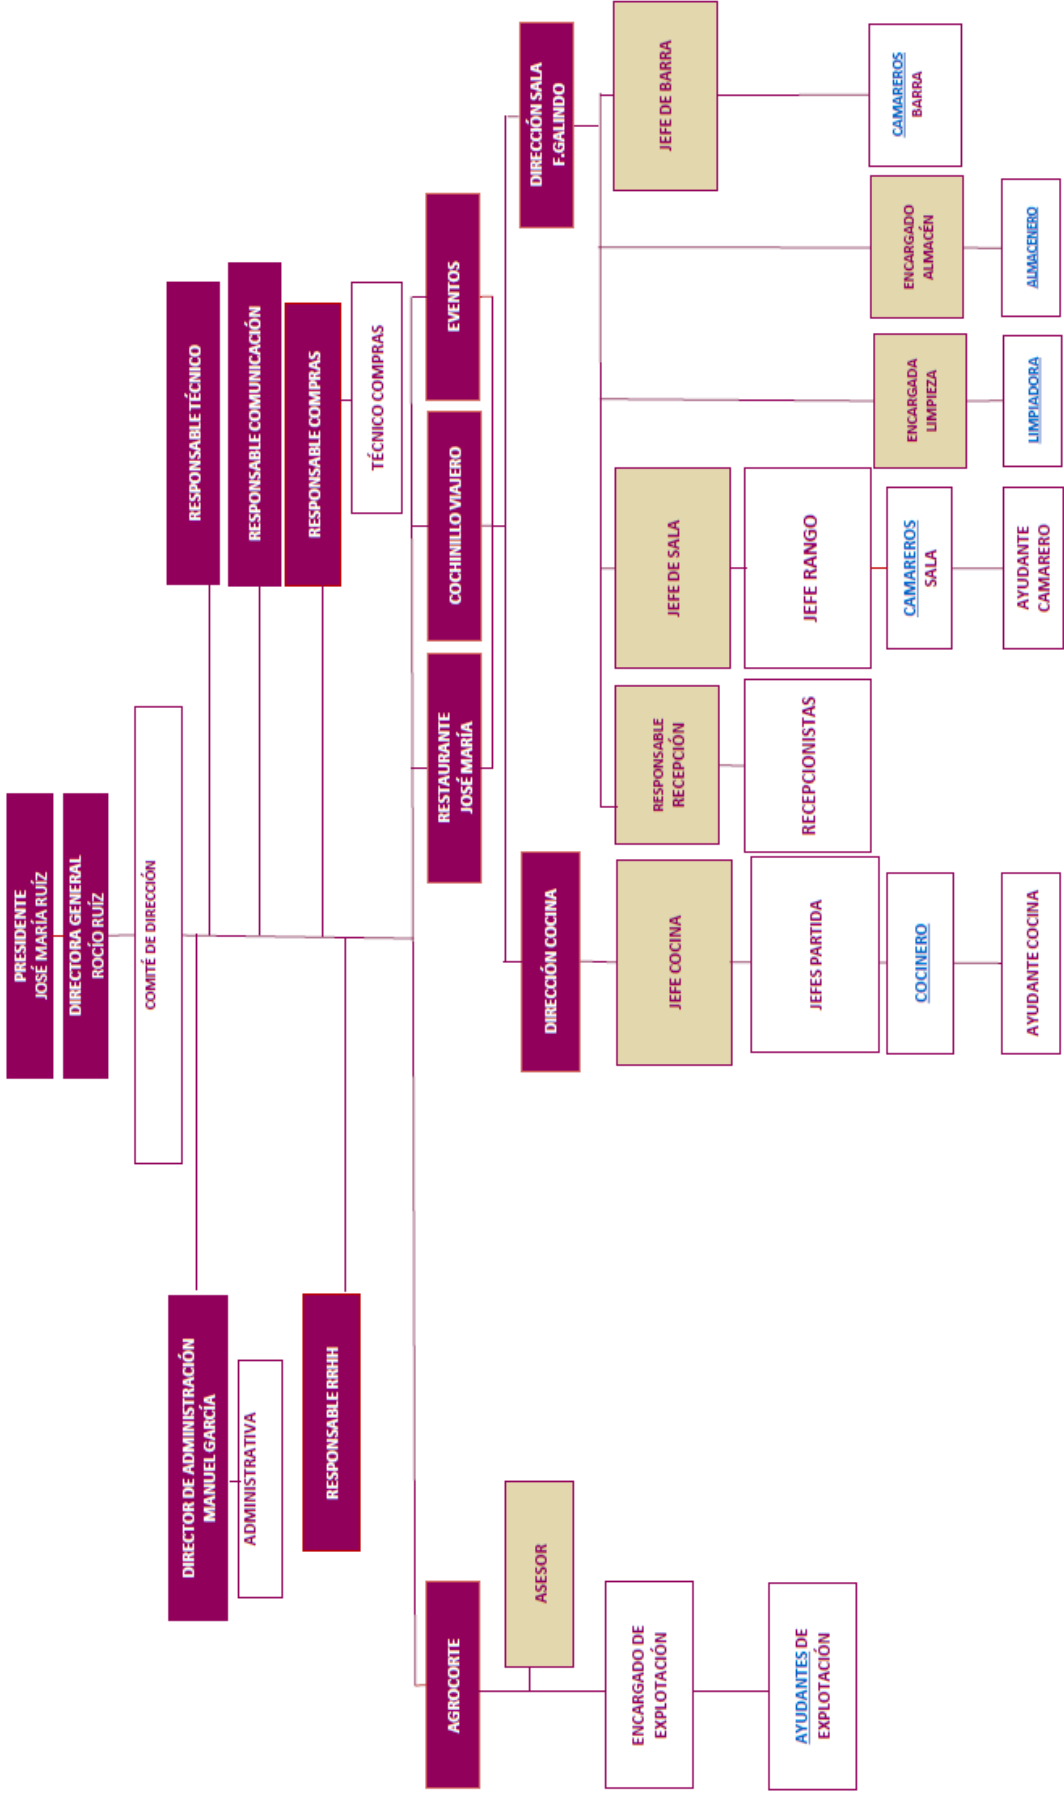 PRESIDENTE
JOSÉ MARÍA RUÍZ
DIRECTORA GENERAL
ROCÍO RUÍZ
COMITÉ DE DIRECCIÓN
DIRECTOR DE ADMINISTRACIÓN
MANUEL GARCÍA
ADMINISTRATIVA
RESPONSABLE RRHH
RESPONSABLE TÉCNICO
RESPONSABLE COMUNICACIÓN
RESPONSABLE COMPRAS
TÉCNICO COMPRAS
AGROCORTE
RESTAURANTE
JOSÉ MARÍA
COCHINILLO VIAJERO
EVENTOS
ASESOR
ENCARGADO DE
EXPLOTACIÓN
AYUDANTES DE
EXPLOTACIÓN
DIRECCIÓN COCINA
DIRECCIÓN SALA
F.GALINDO
JEFE COCINA
RESPONSABLE
RECEPCIÓN
JEFE DE SALA
JEFE DE BARRA
JEFES PARTIDA
RECEPCIONISTAS
JEFE RANGO
COCINERO
CAMAREROS
SALA
ENCARGADA
LIMPIEZA
ENCARGADO
ALMACÉN
CAMAREROS
BARRA
AYUDANTE COCINA
AYUDANTE
CAMARERO
LIMPIADORA
ALMACENERO